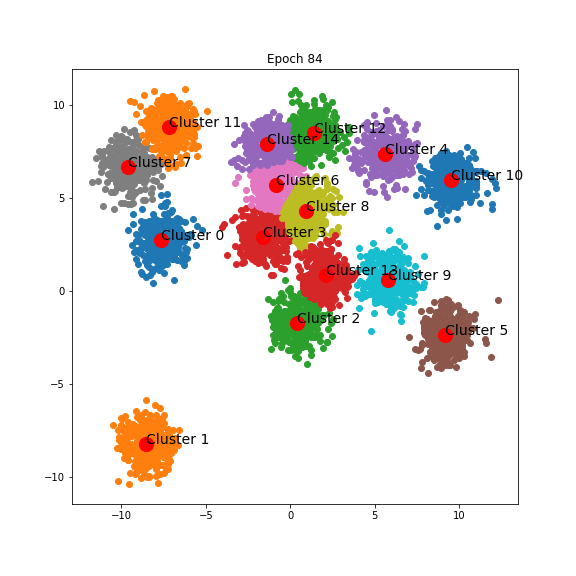 Epoch 84
10
5
0
−5
−10
−10
−5
0
5
10
Cluster 11
Cluster 12
Cluster 14
Cluster 4
Cluster 7
Cluster 6
Cluster 10
Cluster 8
Cluster 0
Cluster 3
Cluster 13
Cluster 9
Cluster 2
Cluster 5
Cluster 1